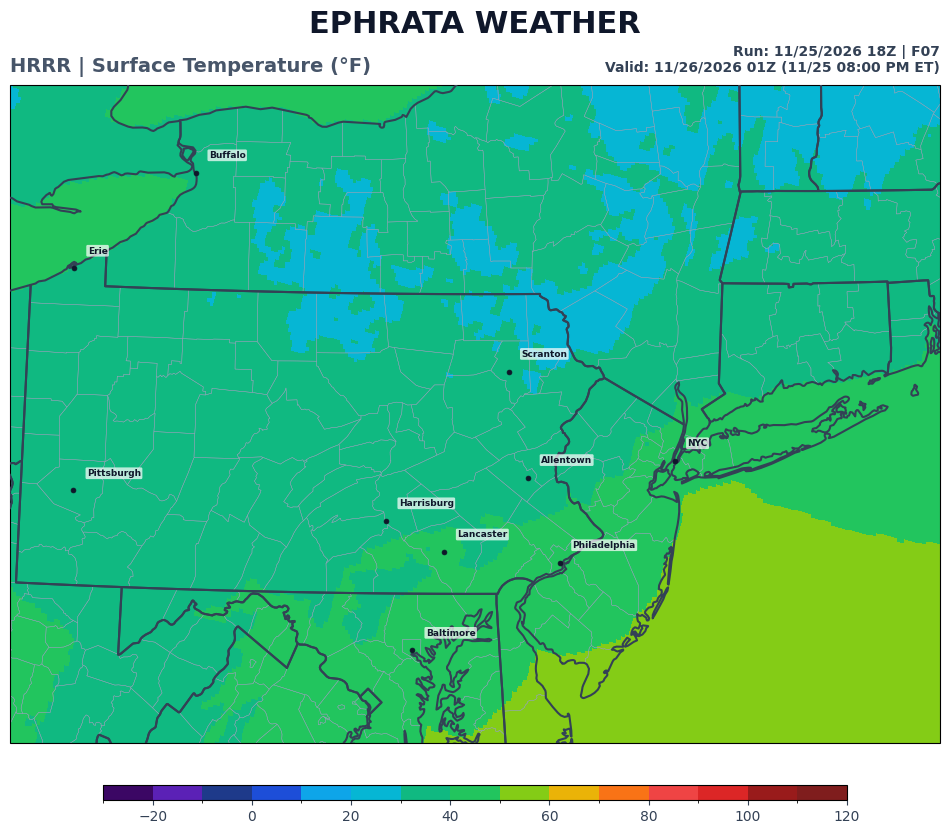 EPHRATA WEATHER
HRRR | Surface Temperature (°F)
Run: 11/25/2026 18Z | F07
Valid: 11/26/2026 01Z (11/25 08:00 PM ET)
Buffalo
Erie
Scranton
NYC
Allentown
Pittsburgh
Harrisburg
Lancaster
Philadelphia
Baltimore
−20 0 20 40 60 80 100 120